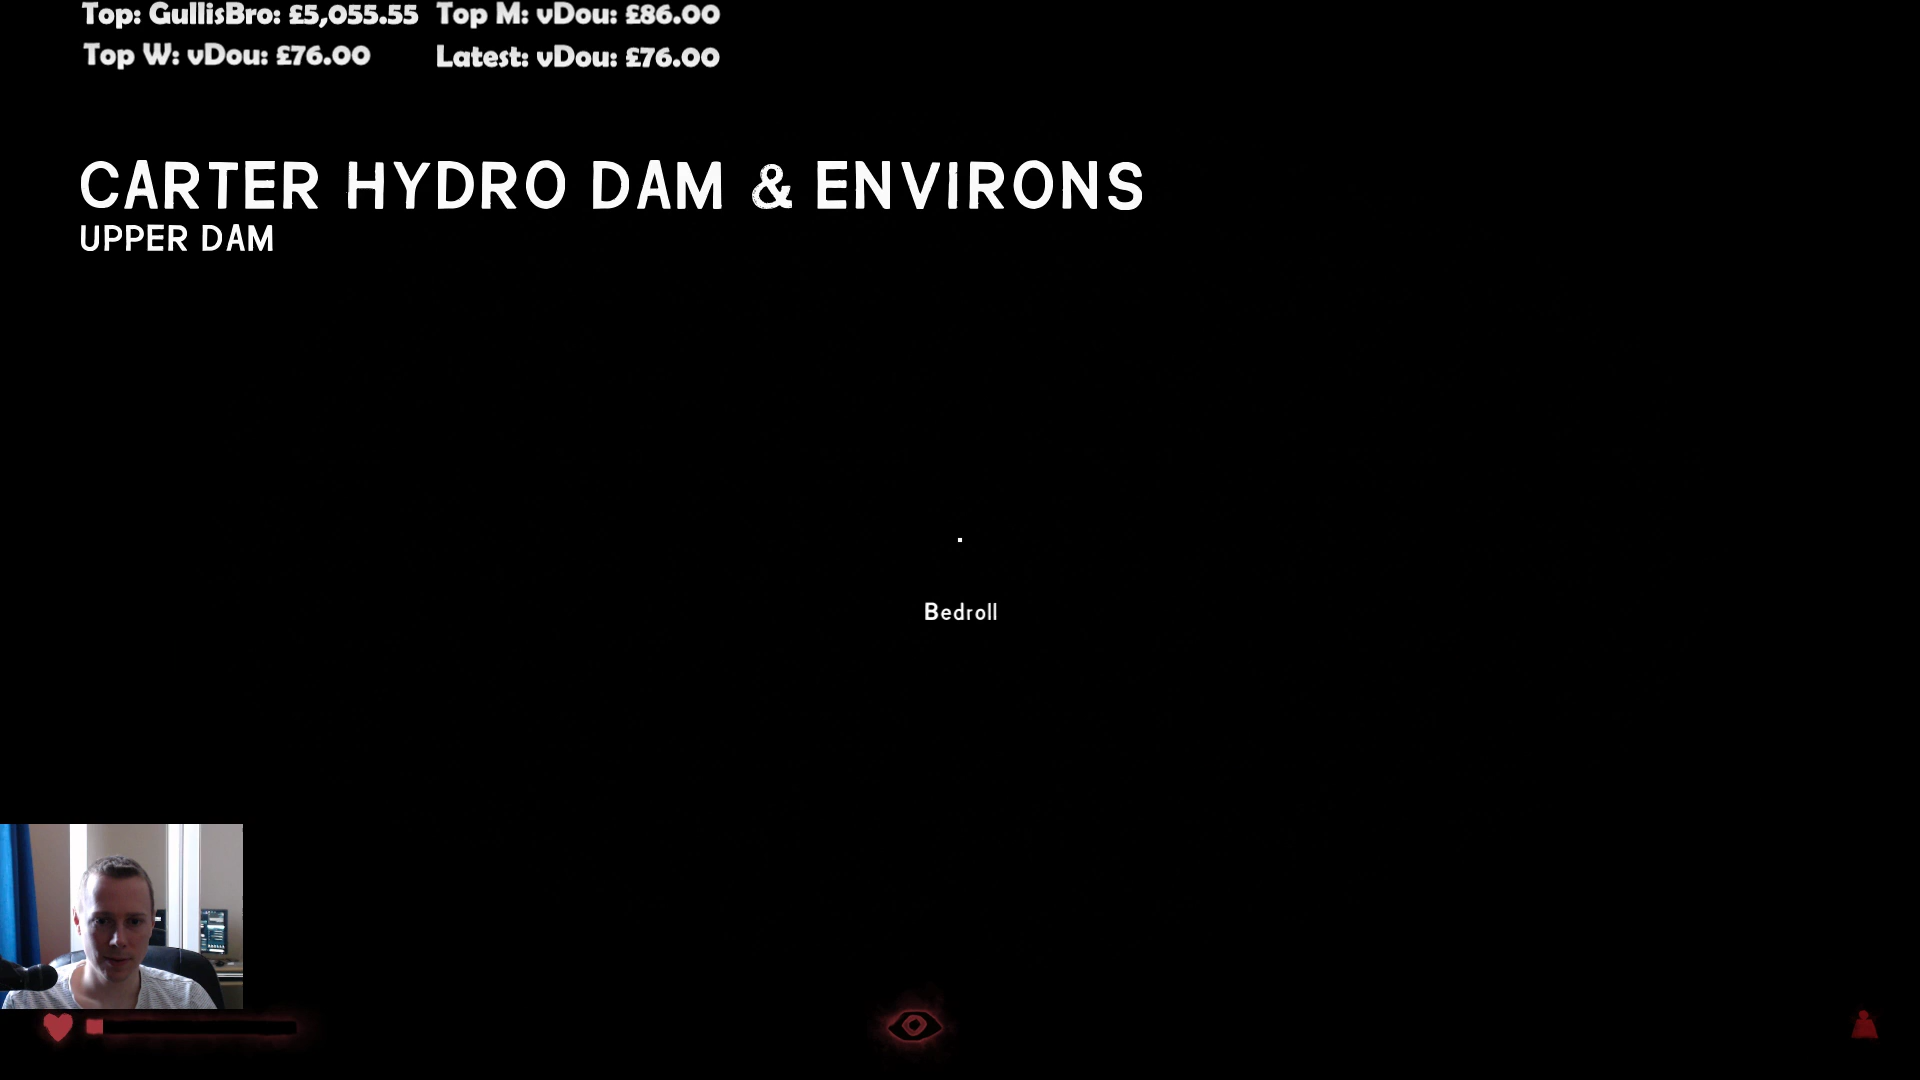 Top: GullisBro: £5,055.55 Top M: vDou: £86.00
Top W: vDou: £76.00 Latest: vDou: £76.00
CARTER HYDRO DAM & ENVIRONS
UPPER DAM
Bedroll